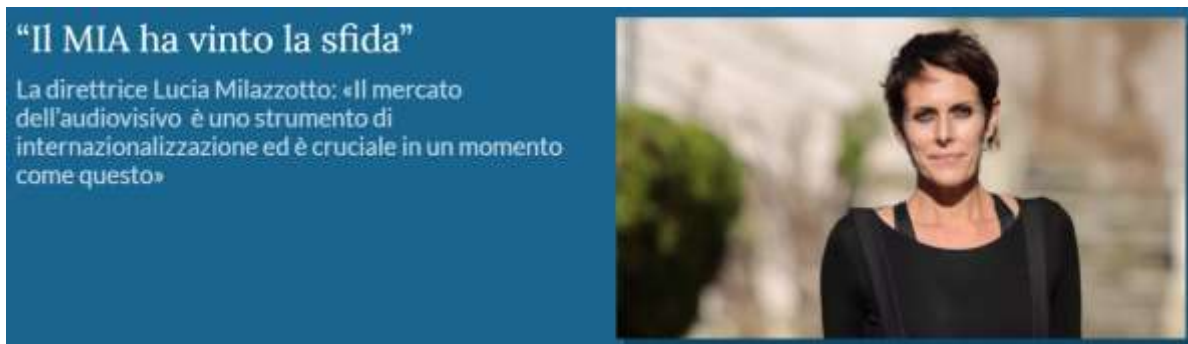 “Il MIA ha vinto la sfida”
La direttrice Lucia Milazzotto: «Il mercato
dell'audiovisivo è uno strumento di
internazionalizzazione ed è cruciale in un momento
come questo»